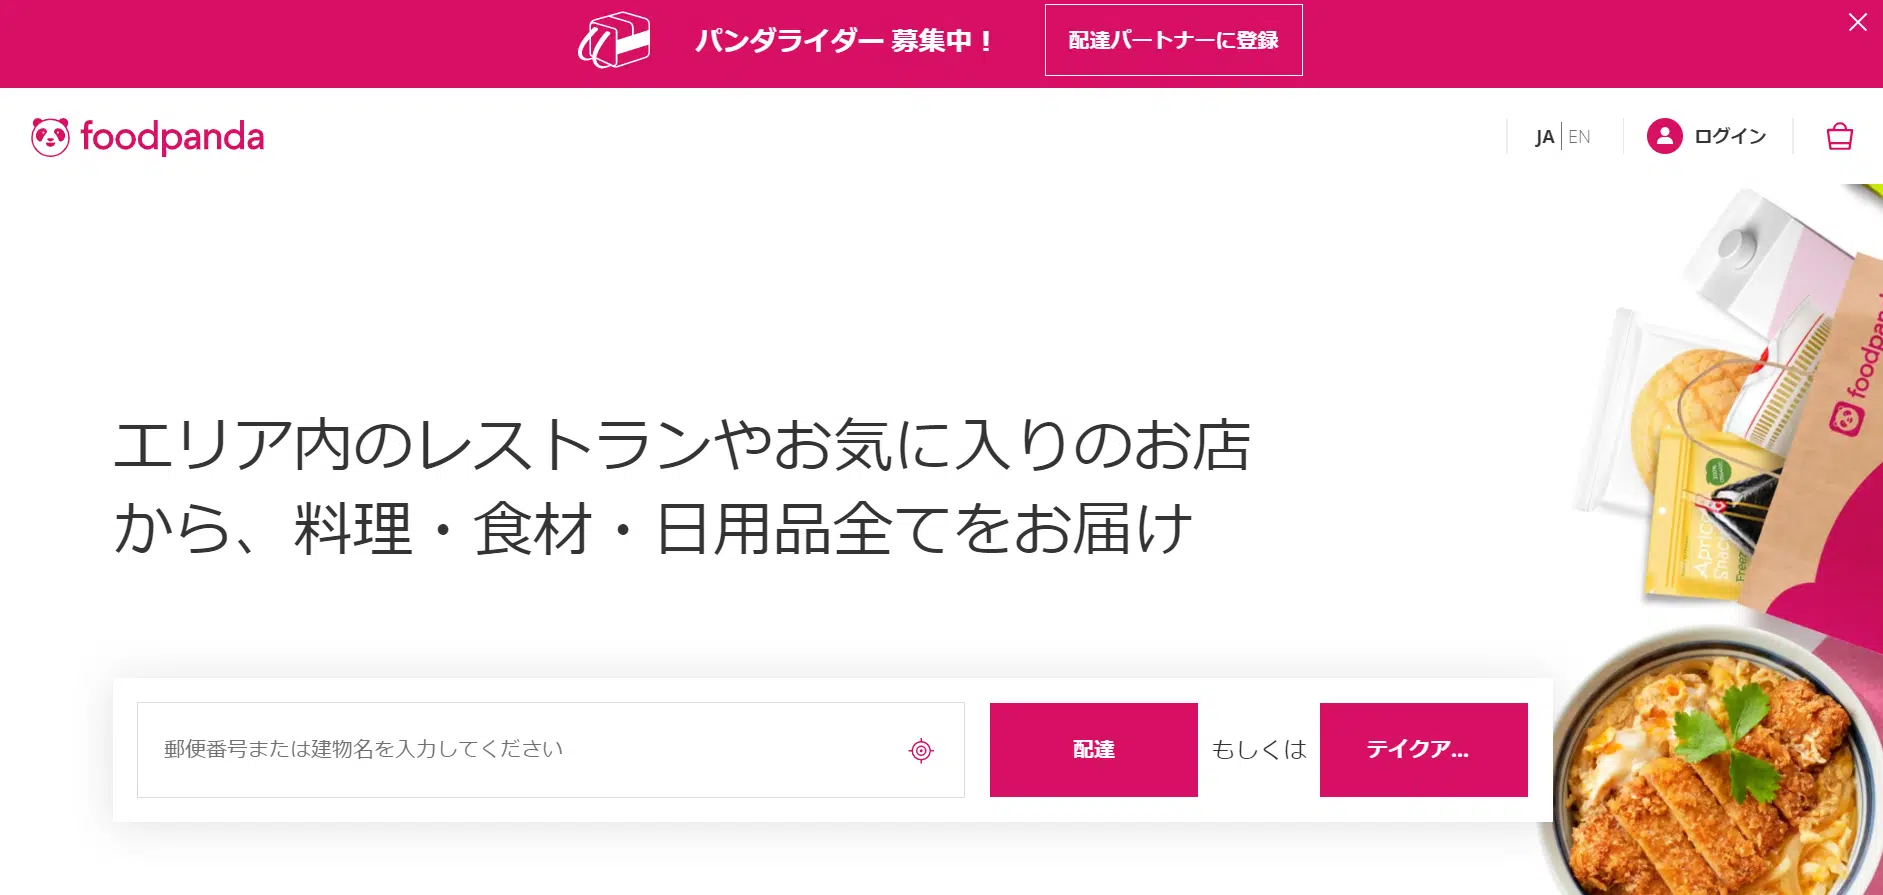 パンダライダー 募集中！
配達パートナーに登録
foodpanda
JA EN
ログイン
エリア内のレストランやお気に入りのお店
から、料理・食材・日用品全てをお届け
郵便番号または建物名を入力してください
配達
もしくは
テイクア...